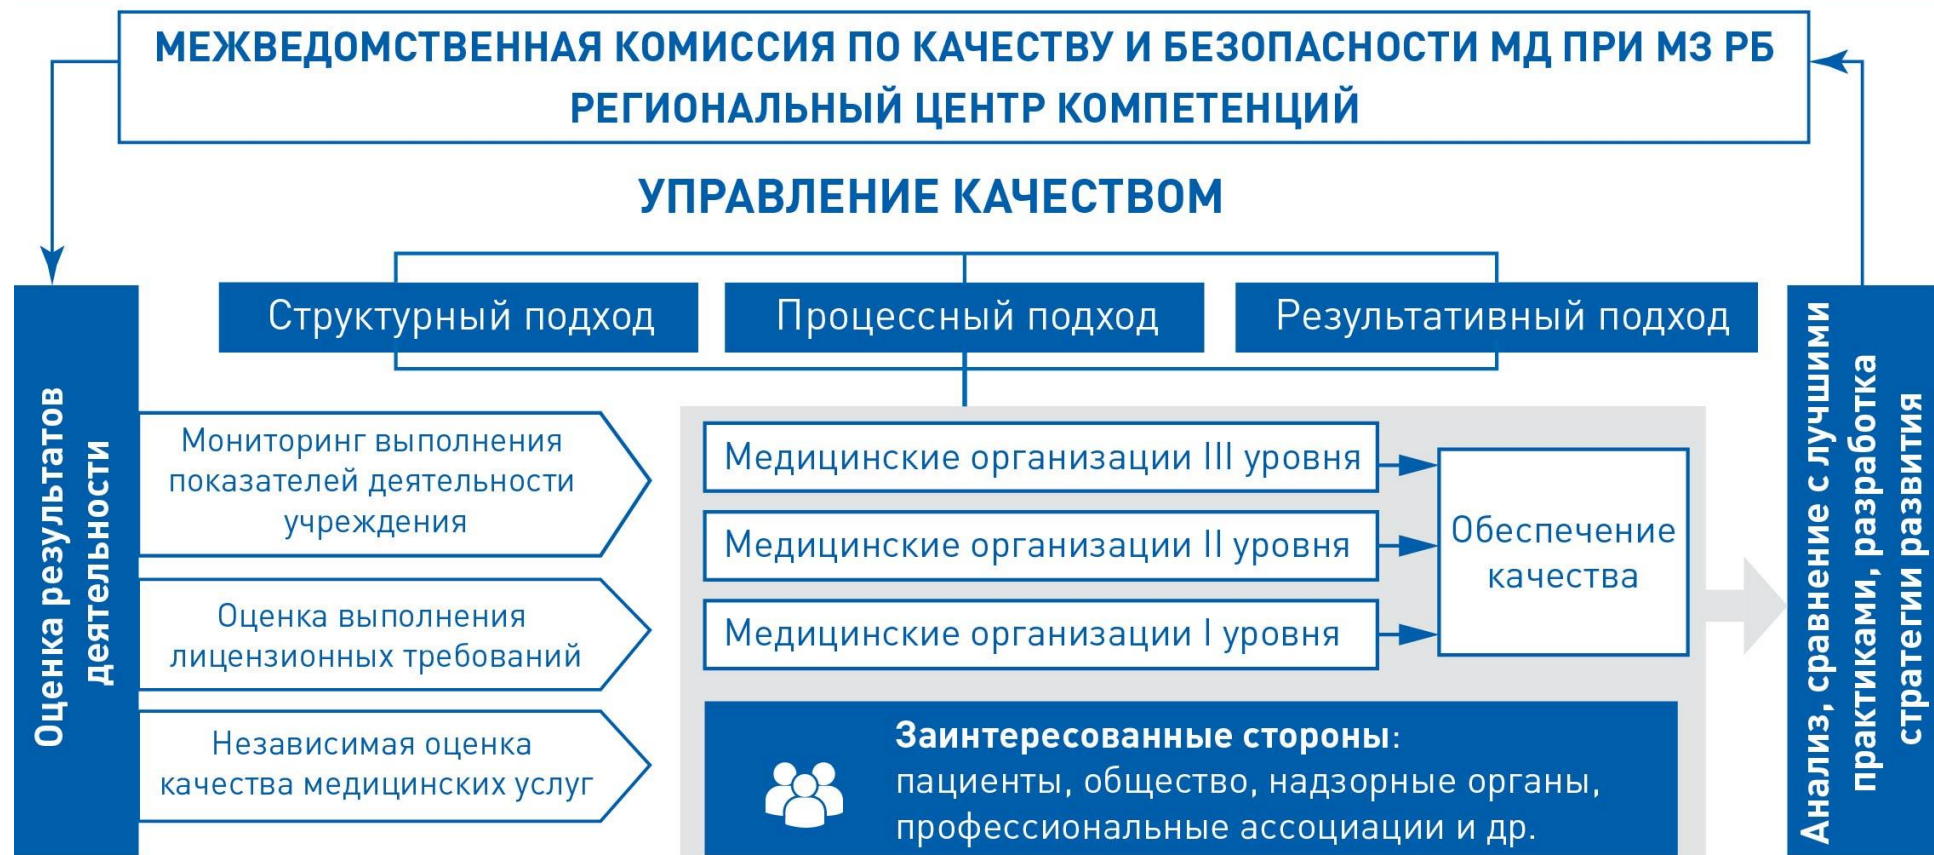 МЕЖВЕДОМСТВЕННАЯ КОМИССИЯ ПО КАЧЕСТВУ И БЕЗОПАСНОСТИ МД ПРИ МЗ РБ
РЕГИОНАЛЬНЫЙ ЦЕНТР КОМПЕТЕНЦИЙ
УПРАВЛЕНИЕ КАЧЕСТВОМ
Структурный подход
Процессный подход
Результативный подход
Оценка результатов
деятельности
Мониторинг выполнения
показателей деятельности
учреждения
Оценка выполнения
лицензионных требований
Независимая оценка
качества медицинских услуг
Медицинские организации III уровня
Медицинские организации II уровня
Медицинские организации I уровня
Обеспечение
качества
Заинтересованные стороны:
пациенты, общество, надзорные органы,
профессиональные ассоциации и др.
Анализ, сравнение с лучшими
практиками, разработка
стратегии развития